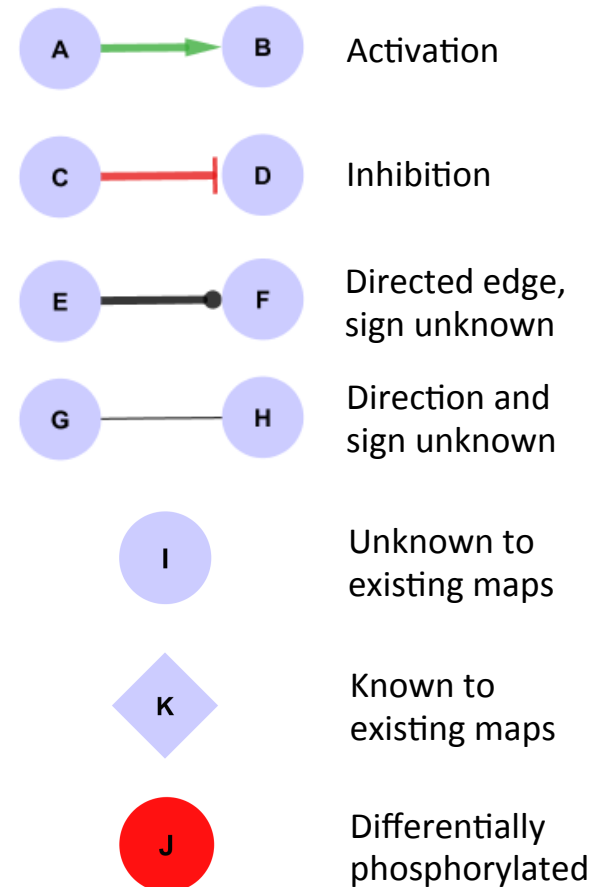 A B Activation
C D Inhibition
E F Directed edge,
sign unknown
G H Direction and
sign unknown
I Unknown to
existing maps
K Known to
existing maps
J Differentially
phosphorylated